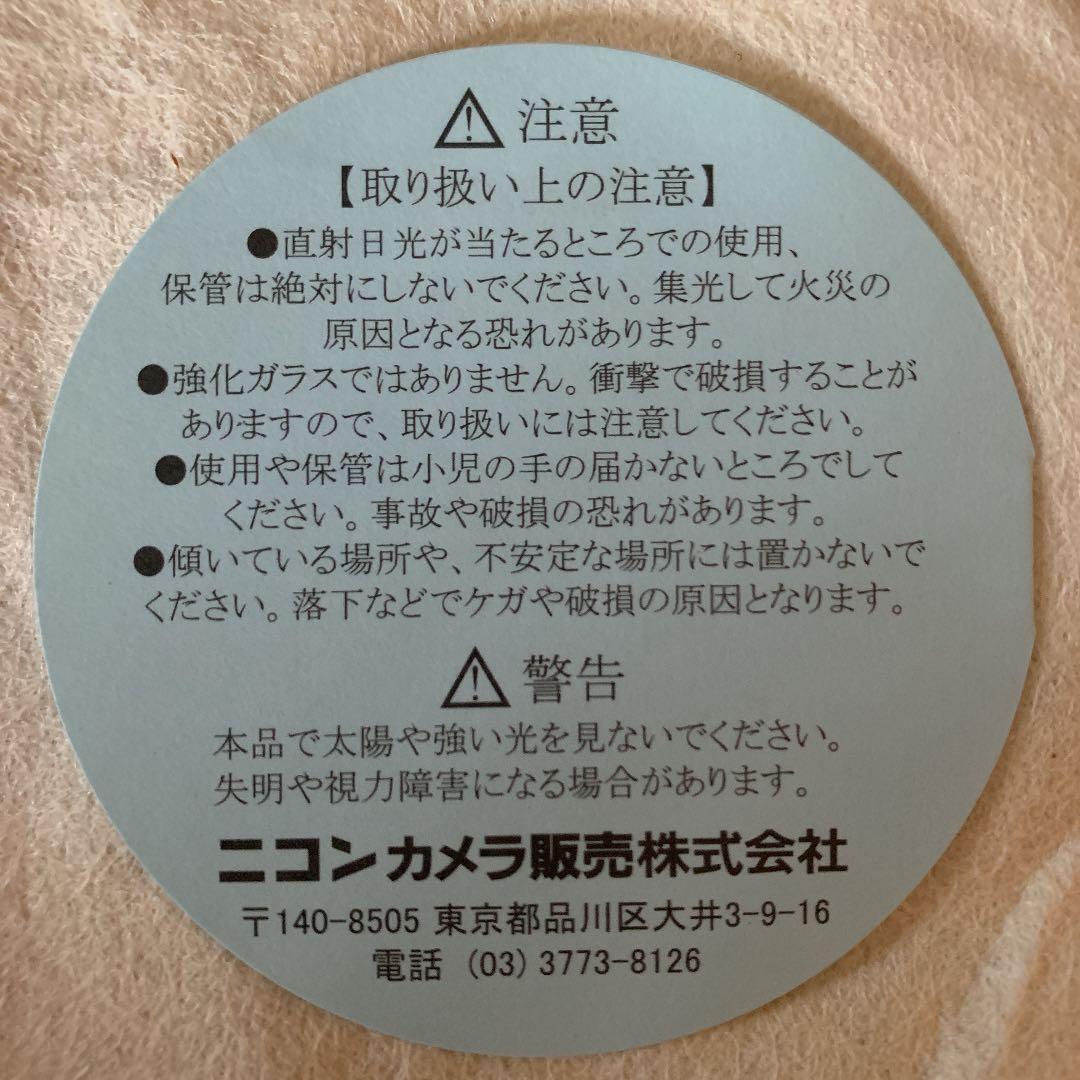 ⚠ 注意
【取り扱い上の注意】
●直射日光が当たるところでの使用、
保管は絶対にしないでください。集光して火災の
原因となる恐れがあります。
●強化ガラスではありません。衝撃で破損することが
ありますので、取り扱いには注意してください。
●使用や保管は小児の手の届かないところでして
ください。事故や破損の恐れがあります。
●傾いている場所や、不安定な場所には置かないで
ください。落下などでケガや破損の原因となります。
⚠ 警告
本品で太陽や強い光を見ないでください。
失明や視力障害になる場合があります。
ニコンカメラ販売株式会社
〒140-8505 東京都品川区大井3-9-16
電話 (03) 3773-8126